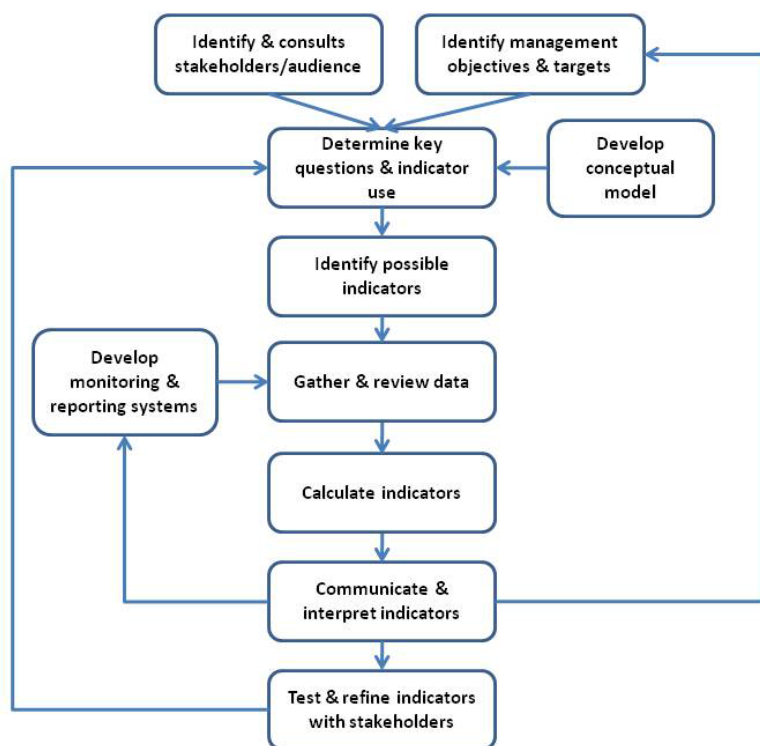 Identify & consults
stakeholders/audience
Identify management
objectives & targets
Determine key
questions & indicator
use
Develop
conceptual
model
Identify possible
indicators
Develop
monitoring &
reporting systems
Gather & review data
Calculate indicators
Communicate &
interpret indicators
Test & refine indicators
with stakeholders